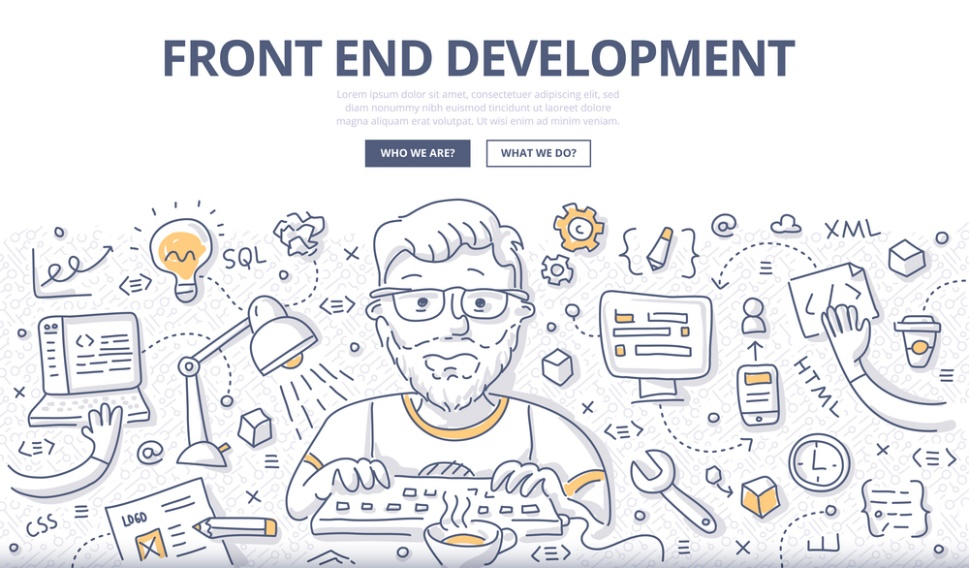 FRONT END DEVELOPMENT
Lorem ipsum dolor sit amet, consectetuer adipiscing elit, sed
diam nonummy nibh euismod tincidunt ut laoreet dolore
magna aliquam erat volutpat. Ut wisi enim ad minim veniam.
WHO WE ARE? WHAT WE DO?
SQL
XML
HTML
CSS
LOGO